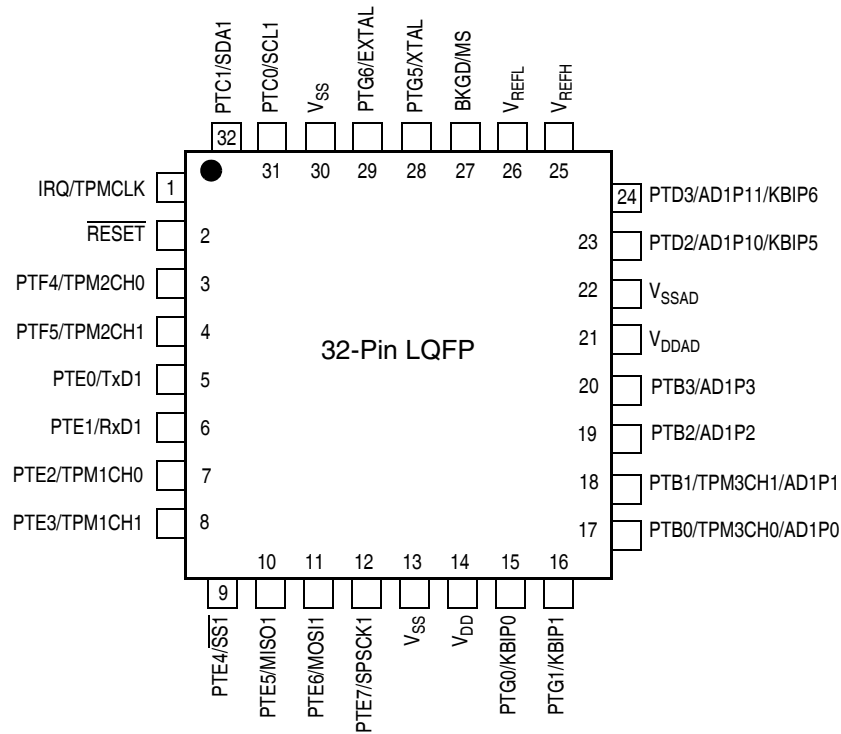 PTC1/SDA1
PTC0/SCL1
VSS
PTG6/EXTAL
PTG5/XTAL
BKGD/MS
VREFL
VREFH
32
31
30
29
28
27
26
25
IRQ/TPMCLK
1
RESET
2
PTF4/TPM2CH0
3
PTF5/TPM2CH1
4
PTE0/TxD1
5
PTE1/RxD1
6
PTE2/TPM1CH0
7
PTE3/TPM1CH1
8
32-Pin LQFP
24
PTD3/AD1P11/KBIP6
23
PTD2/AD1P10/KBIP5
22
VSSAD
21
VDDAD
20
PTB3/AD1P3
19
PTB2/AD1P2
18
PTB1/TPM3CH1/AD1P1
17
PTB0/TPM3CH0/AD1P0
9
10
11
12
13
14
15
16
PTE4/SS1
PTE5/MISO1
PTE6/MOSI1
PTE7/SPSCK1
VSS
VDD
PTG0/KBIP0
PTG1/KBIP1